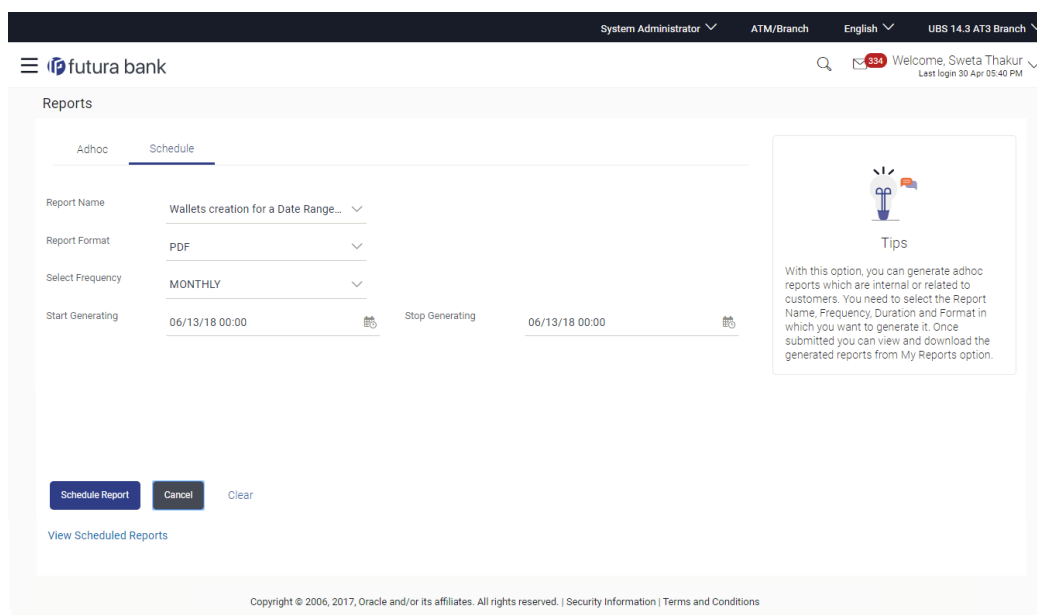 System Administrator ATM/Branch English UBS 14.3 AT3 Branch
futura bank
334 Welcome, Sweta Thakur
Last login 30 Apr 05:40 PM
Reports
Adhoc Schedule
Report Name Wallets creation for a Date Range...
Report Format PDF
Select Frequency MONTHLY
Start Generating 06/13/18 00:00 Stop Generating 06/13/18 00:00
Tips
With this option, you can generate adhoc
reports which are internal or related to
customers. You need to select the Report
Name, Frequency, Duration and Format in
which you want to generate it. Once
submitted you can view and download the
generated reports from My Reports option.
Schedule Report Cancel Clear
View Scheduled Reports
Copyright © 2006, 2017, Oracle and/or its affiliates. All rights reserved. | Security Information | Terms and Conditions